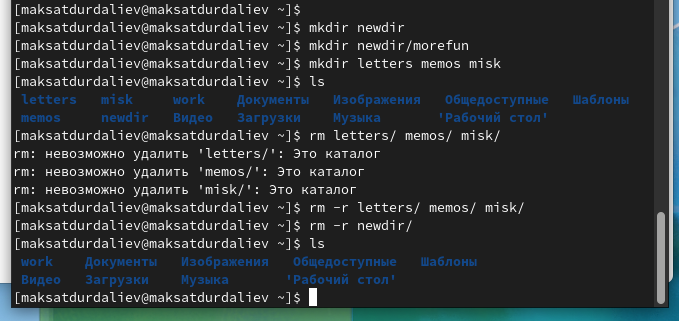 [maksatdurdaliev@maksatdurdaliev ~]$
[maksatdurdaliev@maksatdurdaliev ~]$ mkdir newdir
[maksatdurdaliev@maksatdurdaliev ~]$ mkdir newdir/morefun
[maksatdurdaliev@maksatdurdaliev ~]$ mkdir letters memos misk
[maksatdurdaliev@maksatdurdaliev ~]$ ls
letters misk work Документы Изображения Общедоступные Шаблоны
memos newdir Видео Загрузки Музыка 'Рабочий стол'
[maksatdurdaliev@maksatdurdaliev ~]$ rm letters/ memos/ misk/
rm: невозможно удалить 'letters/': Это каталог
rm: невозможно удалить 'memos/': Это каталог
rm: невозможно удалить 'misk/': Это каталог
[maksatdurdaliev@maksatdurdaliev ~]$ rm -r letters/ memos/ misk/
[maksatdurdaliev@maksatdurdaliev ~]$ rm -r newdir/
[maksatdurdaliev@maksatdurdaliev ~]$ ls
work Документы Изображения Общедоступные Шаблоны
Видео Загрузки Музыка 'Рабочий стол'
[maksatdurdaliev@maksatdurdaliev ~]$